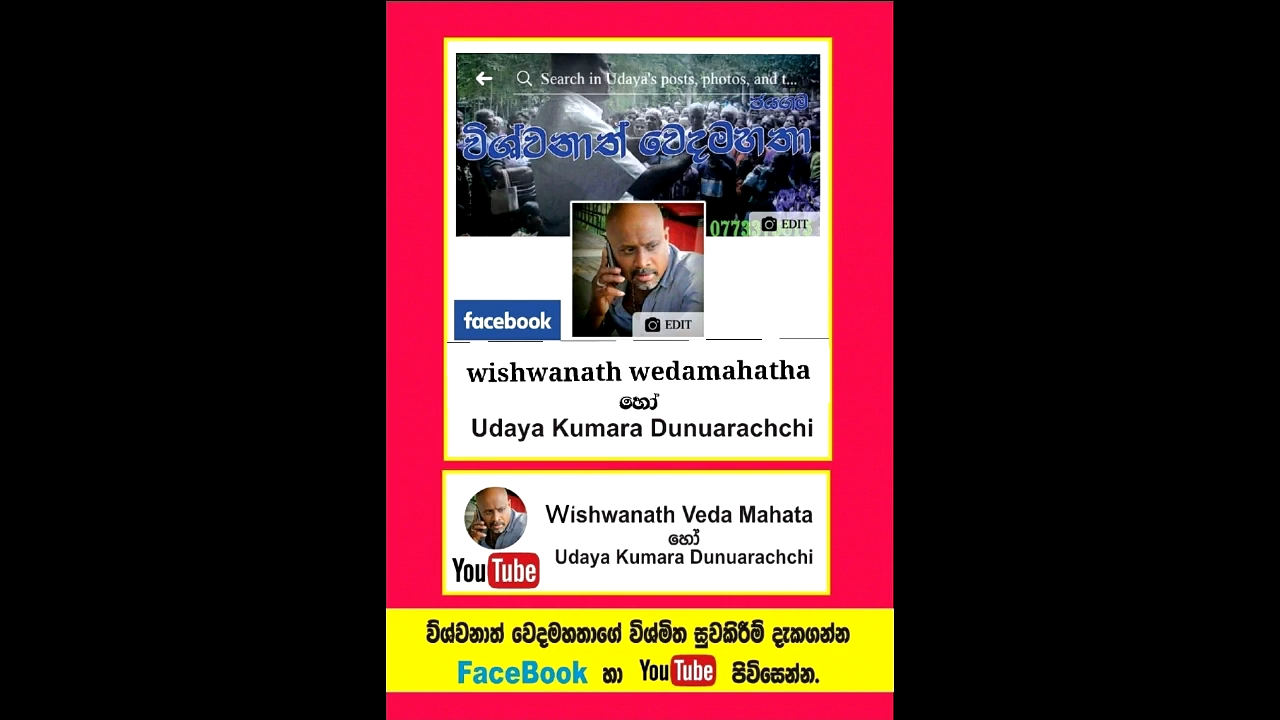 Search in Udaya's posts, photos, and t...
ජයගුරු
විශ්වනාත් වෙදමහතා
EDIT
EDIT
facebook
wishwanath wedamahatha
හෝ
Udaya Kumara Dunuarachchi
Wishwanath Veda Mahata
හෝ
Udaya Kumara Dunuarachchi
YouTube
විශ්වනාත් වෙදමහතාගේ විශ්මිත සුවකිරීම් දැකගන්න
FaceBook හා YouTube පිවිසෙන්න.